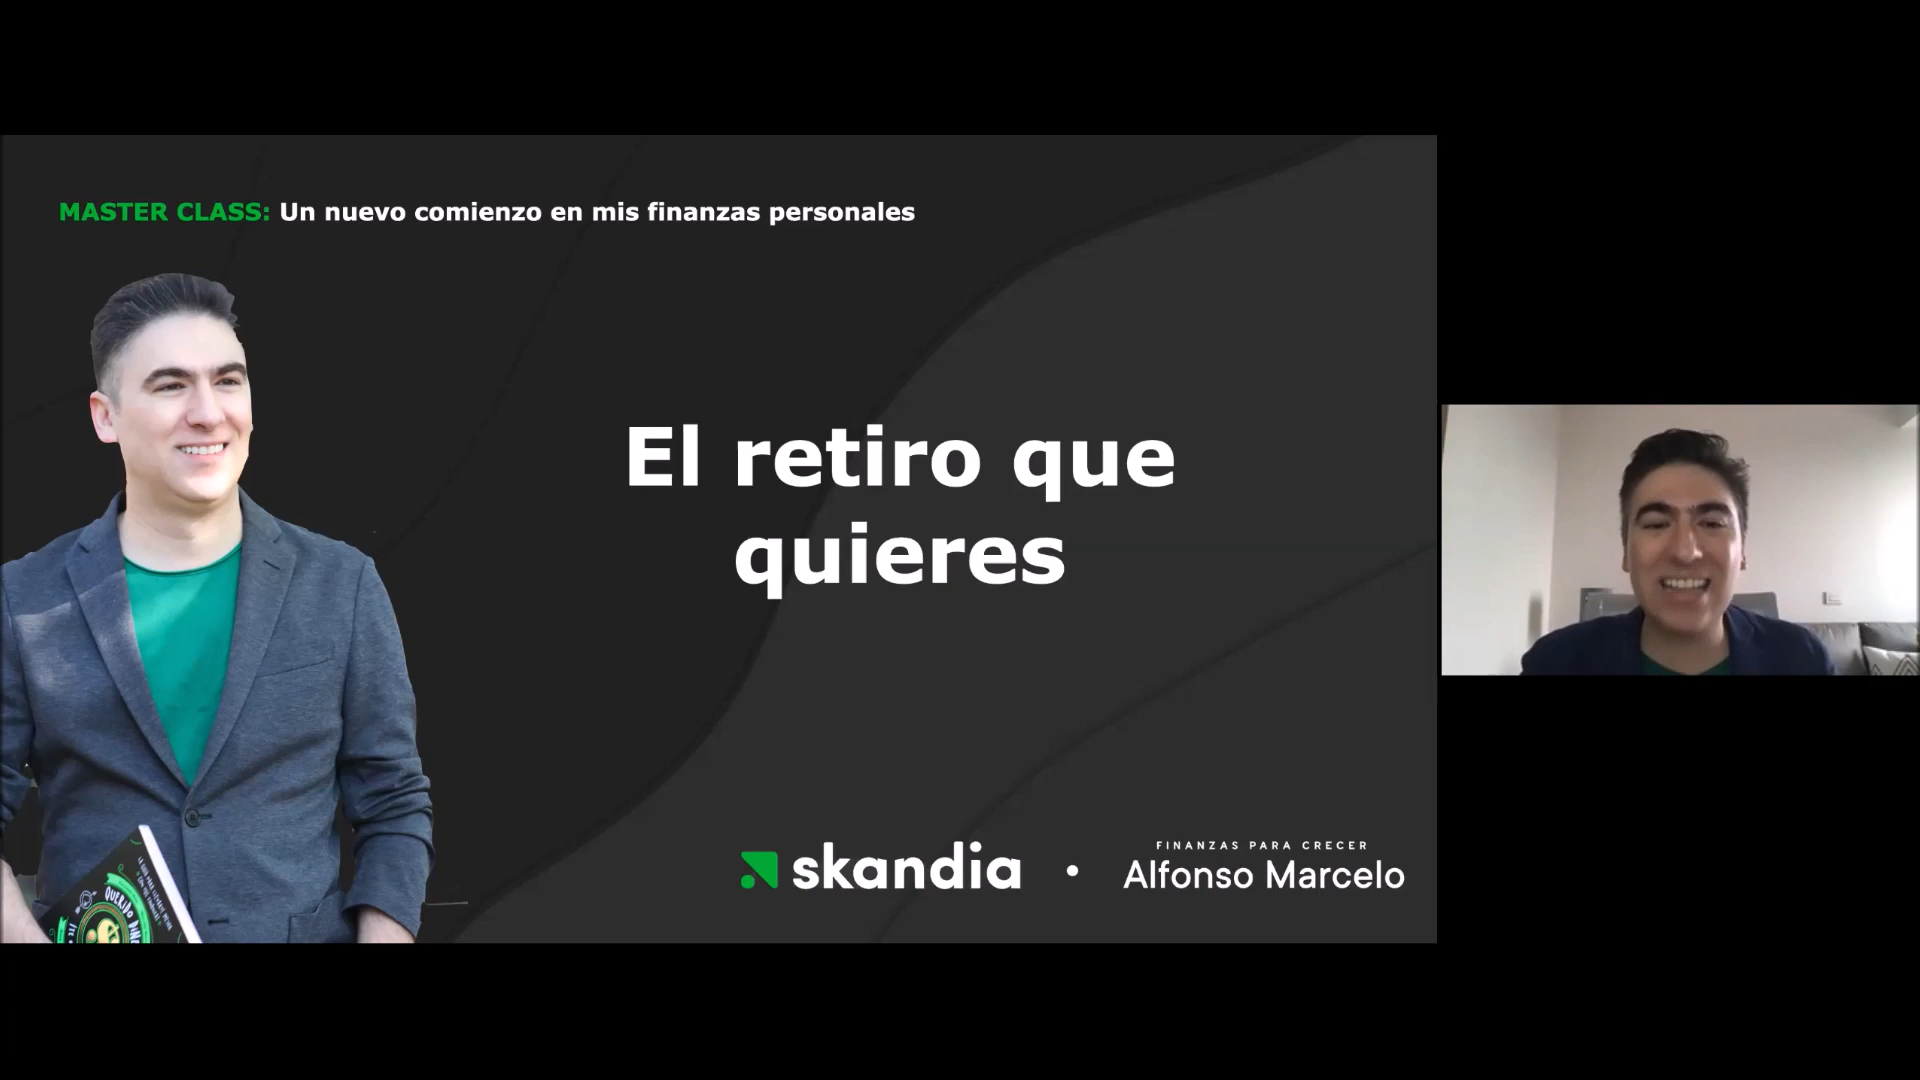 MASTER CLASS: Un nuevo comienzo en mis finanzas personales
El retiro que
quieres
skandia • FINANZAS PARA CRECER
Alfonso Marcelo
QUERIDO